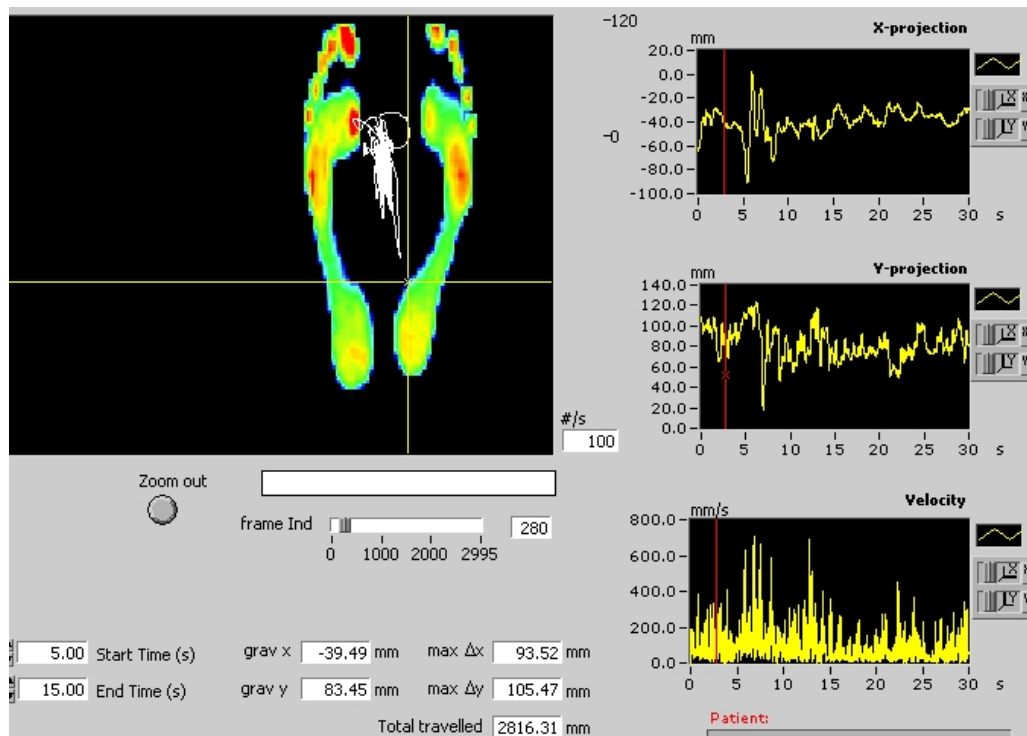 -120
-0
X-projection
mm
20.0
0.0
-20.0
-40.0
-60.0
-80.0
-100.0
0 5 10 15 20 25 30 s
X
Y
Y-projection
mm
140.0
120.0
100.0
80.0
60.0
40.0
20.0
0.0
0 5 10 15 20 25 30 s
X
Y
#/s
100
Zoom out
frame Ind 280
0 1000 2000 2995
Velocity
mm/s
800.0
600.0
400.0
200.0
0.0
0 5 10 15 20 25 30 s
X
Y
5.00 Start Time (s) grav x -39.49 mm max Δx 93.52 mm
15.00 End Time (s) grav y 83.45 mm max Δy 105.47 mm
Total travelled 2816.31 mm
Patient: